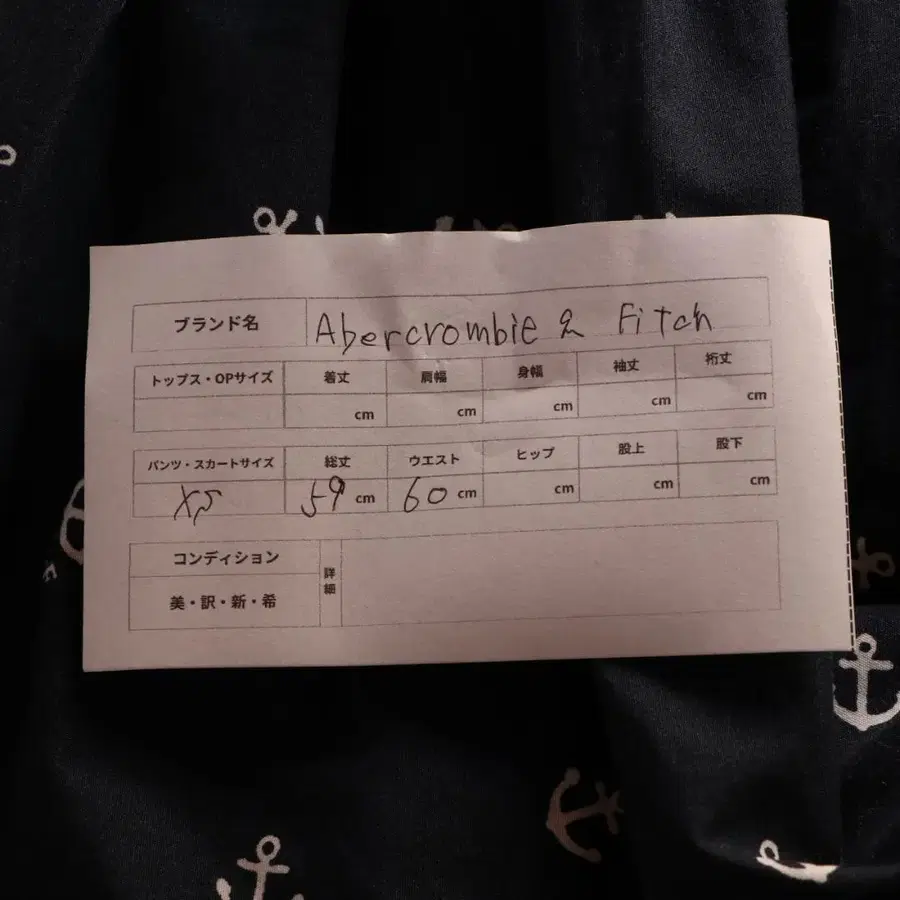 ブランド名 Abercrombie & Fitch
トップス・OPサイズ 着丈 肩幅 身幅 袖丈 裄丈
cm cm cm cm cm
パンツ・スカートサイズ 総丈 ウエスト ヒップ 股上 股下
XS 59 cm 60 cm cm cm cm
コンディション 詳細
美・訳・新・希